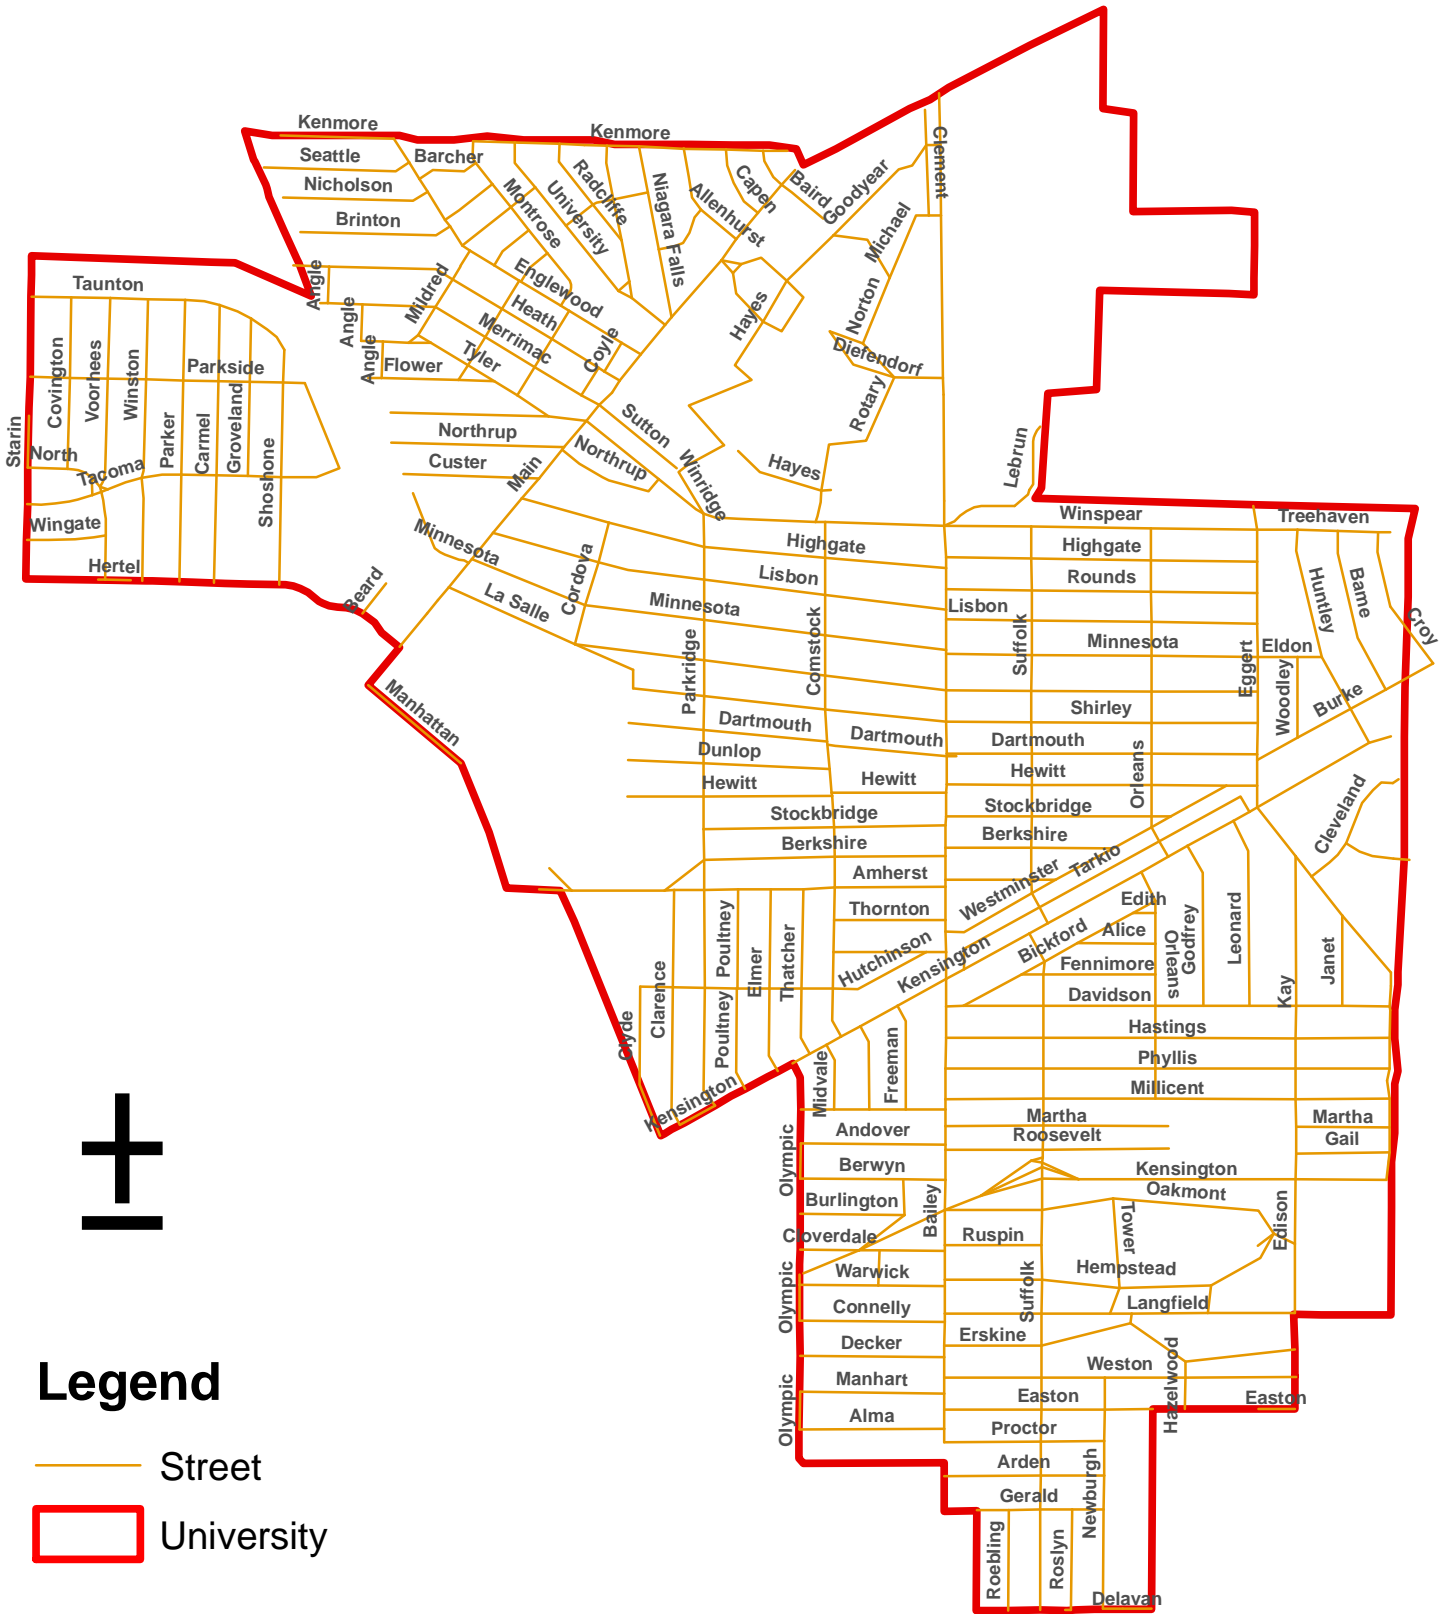 Kenmore
Kenmore
Seattle
Barcher
Nicholson
Brinton
Montrose
University
Radcliffe
Niagara Falls
Allenhurst
Capen
Baird
Goodyear
Clement
Michael
Norton
Angle
Angle
Angle
Mildred
Englewood
Heath
Merrimac
Tyler
Coyle
Hayes
Diefendorf
Rotary
Flower
Taunton
Covington
Voorhees
Winston
Parkside
Parker
Carmel
Groveland
Shoshone
Starin
North
Tacoma
Wingate
Hertel
Beard
Northrup
Custer
Main
Sutton
Northrup
Winridge
Hayes
Lebrun
Winspear
Treehaven
Minnesota
La Salle
Cordova
Highgate
Highgate
Lisbon
Rounds
Minnesota
Lisbon
Comstock
Parkridge
Suffolk
Minnesota
Eggert
Eldon
Huntley
Bame
Croy
Woodley
Burke
Manhattan
Shirley
Dartmouth
Dartmouth
Dartmouth
Dunlop
Hewitt
Hewitt
Hewitt
Orleans
Stockbridge
Stockbridge
Berkshire
Berkshire
Cleveland
Amherst
Westminster
Tarkio
Thornton
Edith
Alice
Bickford
Orleans
Godfrey
Leonard
Kay
Janet
Hutchinson
Kensington
Fennimore
Davidson
Clyde
Clarence
Poultney
Poultney
Elmer
Thatcher
Hastings
Phyllis
Millicent
Kensington
Midvale
Freeman
Martha
Martha
Roosevelt
Gail
Andover
Olympic
Berwyn
Kensington
Oakmont
Burlington
Bailey
Tower
Edison
Cloverdale
Ruspin
Warwick
Hempstead
Olympic
Suffolk
Connelly
Langfield
Decker
Erskine
Weston
Hazelwood
Manhart
Olympic
Easton
Easton
Alma
Proctor
Arden
Newburgh
Gerald
Roebling
Roslyn
Delavan
±
Legend
Street
University